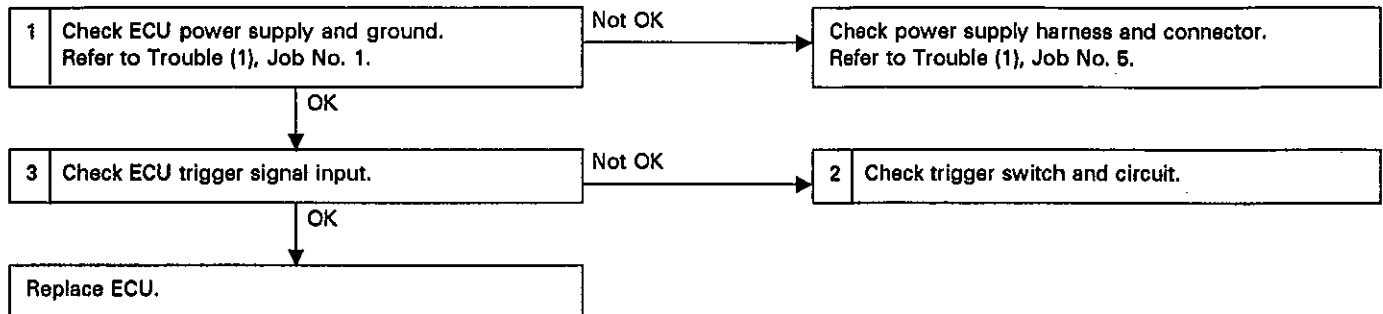 1 Check ECU power supply and ground.
Refer to Trouble (1), Job No. 1.
Not OK
Check power supply harness and connector.
Refer to Trouble (1), Job No. 5.
OK
3 Check ECU trigger signal input.
Not OK
2 Check trigger switch and circuit.
OK
Replace ECU.